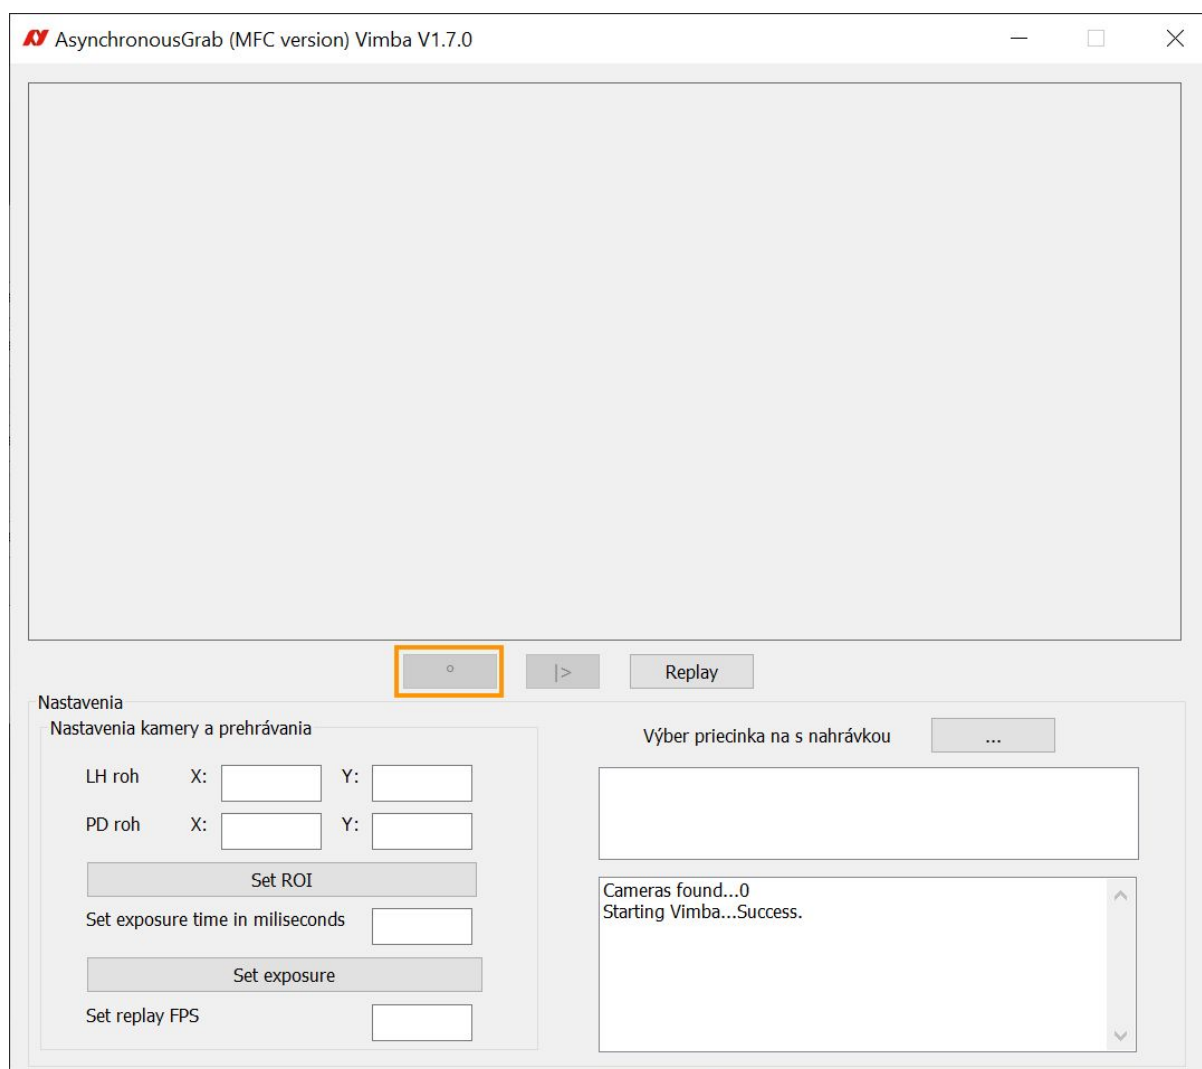 AsynchronousGrab (MFC version) Vimba V1.7.0
° |> Replay
Nastavenia
Nastavenia kamery a prehrávania
LH roh X: Y:
PD roh X: Y:
Set ROI
Set exposure time in miliseconds
Set exposure
Set replay FPS
Výber priecinka na s nahrávkou ...
Cameras found...0
Starting Vimba...Success.